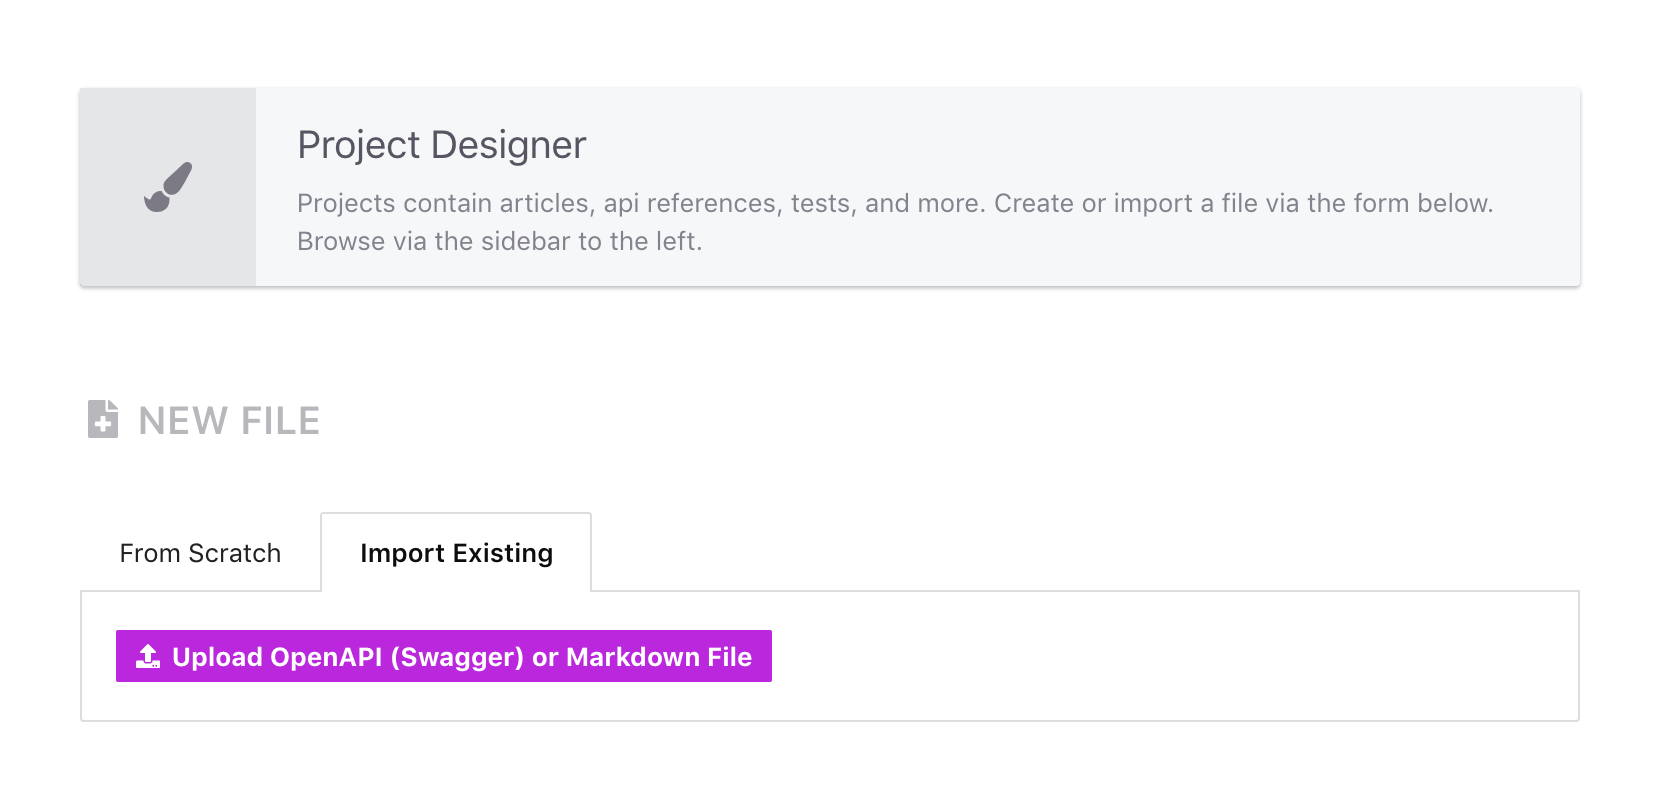 Project Designer
Projects contain articles, api references, tests, and more. Create or import a file via the form below.
Browse via the sidebar to the left.
NEW FILE
From Scratch
Import Existing
Upload OpenAPI (Swagger) or Markdown File